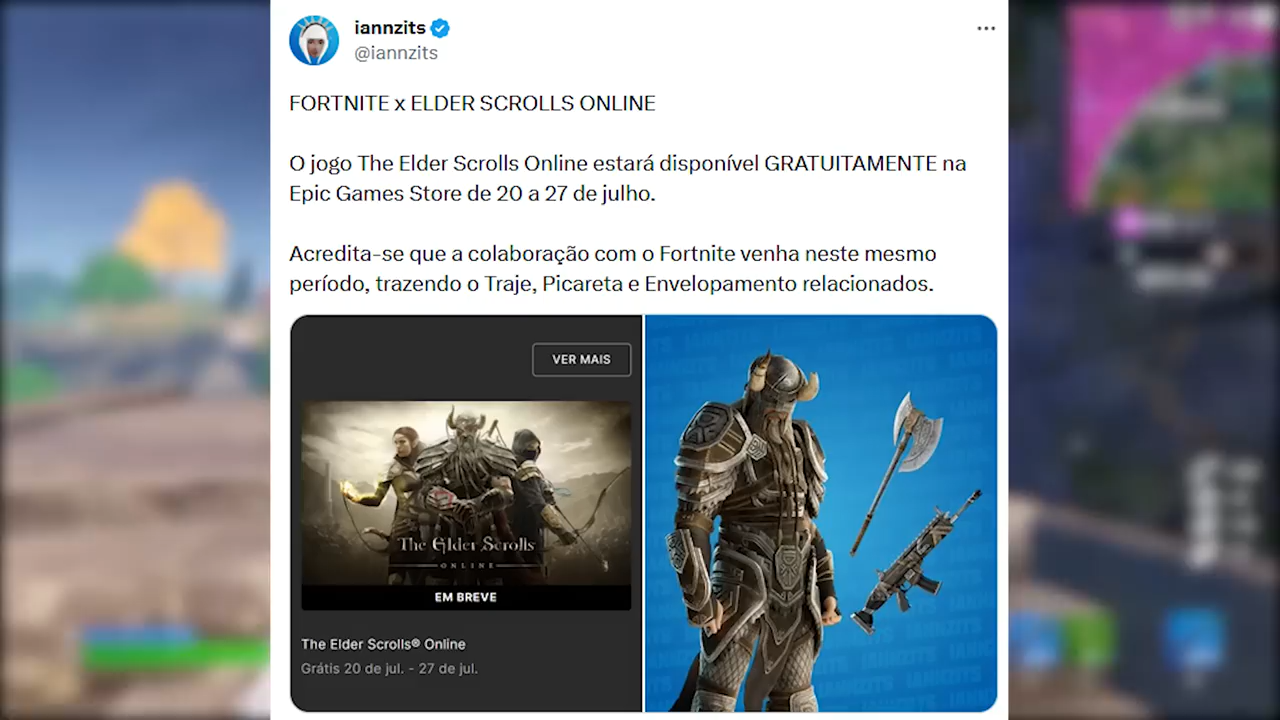 iannzits
@iannzits
FORTNITE x ELDER SCROLLS ONLINE
O jogo The Elder Scrolls Online estará disponível GRATUITAMENTE na
Epic Games Store de 20 a 27 de julho.
Acredita-se que a colaboração com o Fortnite venha neste mesmo
período, trazendo o Traje, Picareta e Envelopamento relacionados.
VER MAIS
The Elder Scrolls
ONLINE
EM BREVE
The Elder Scrolls® Online
Grátis 20 de jul. - 27 de jul.
IANNZITS